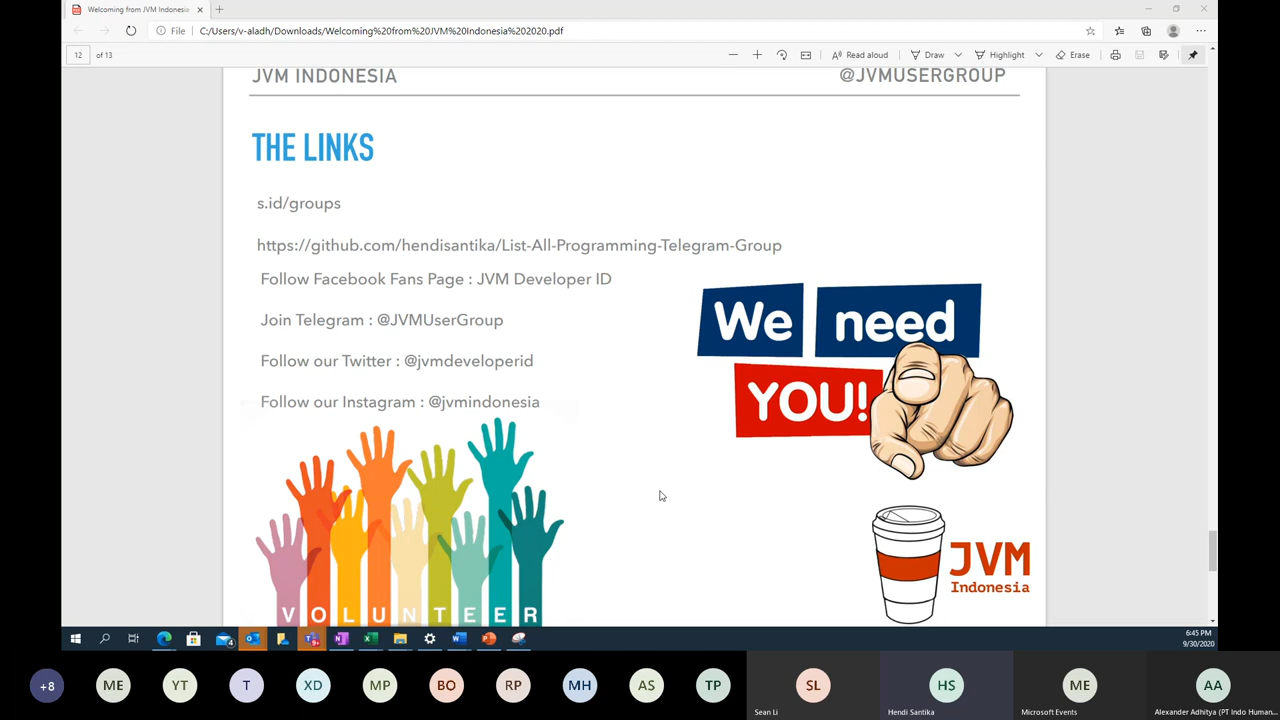 Welcoming from JVM Indonesia
File
C:/Users/v-aladh/Downloads/Welcoming%20from%20JVM%20Indonesia%202020.pdf
12 of 13
Read aloud
Draw
Highlight
Erase
JVM INDONESIA
@JVMUSERGROUP
THE LINKS
s.id/groups
https://github.com/hendisantika/List-All-Programming-Telegram-Group
Follow Facebook Fans Page : JVM Developer ID
Join Telegram : @JVMUserGroup
Follow our Twitter : @jvmdeveloperid
Follow our Instagram : @jvmindonesia
We need
YOU!
JVM
Indonesia
VOLUNTEER
6:45 PM
9/30/2020
+8
ME
YT
T
XD
MP
BO
RP
MH
AS
TP
SL
Sean Li
HS
Hendi Santika
ME
Microsoft Events
AA
Alexander Adhitya (PT Indo Human...